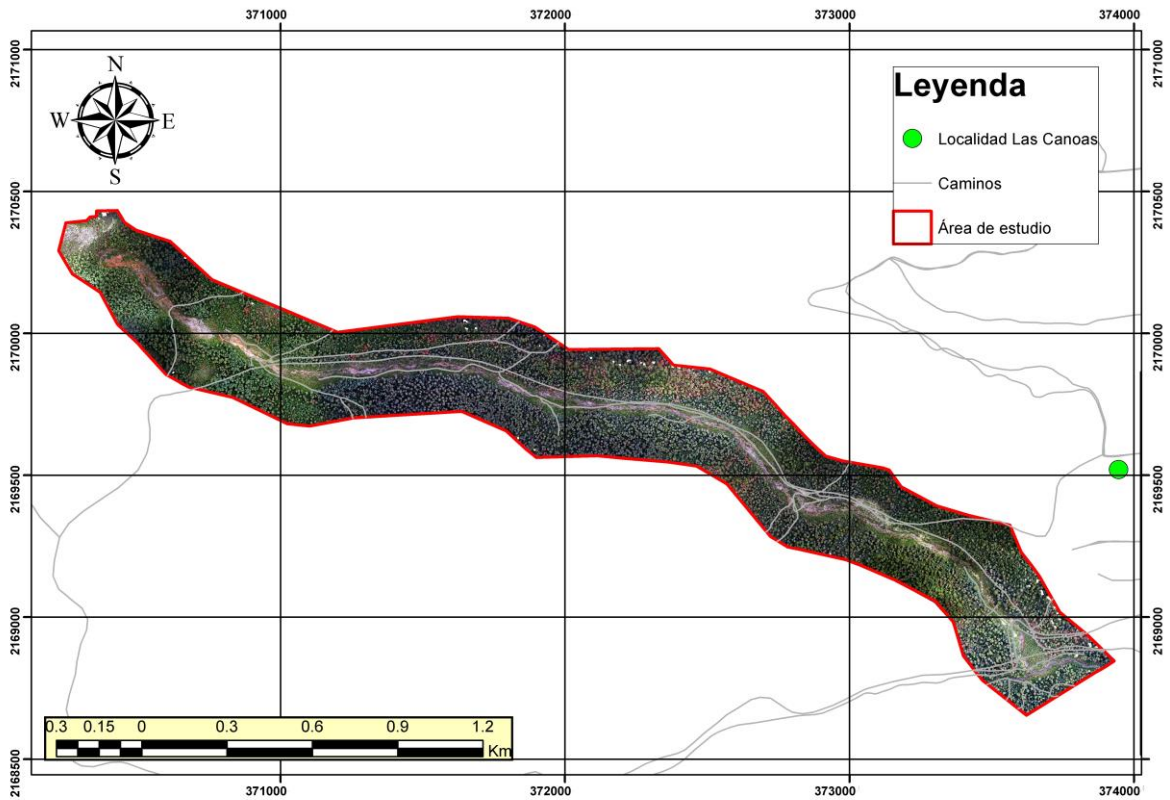 371000 372000 373000 374000
2171000 2171000
N
W E
S
Leyenda
Localidad Las Canoas
Caminos
Área de estudio
2170500 2170500
2170000 2170000
2169500 2169500
2169000 2169000
0.3 0.15 0 0.3 0.6 0.9 1.2
Km
2168500 2168500
371000 372000 373000 374000